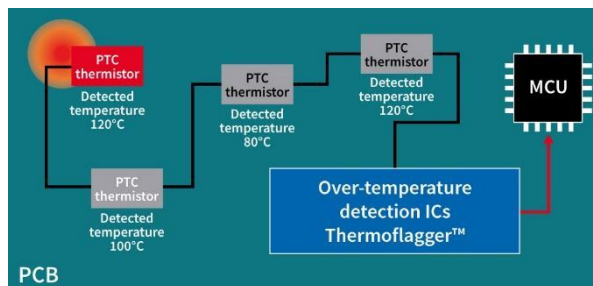 PTC
thermistor
Detected
temperature
120°C
PTC
thermistor
Detected
temperature
100°C
PTC
thermistor
Detected
temperature
80°C
PTC
thermistor
Detected
temperature
120°C
MCU
Over-temperature
detection ICs
Thermoflagger™
PCB